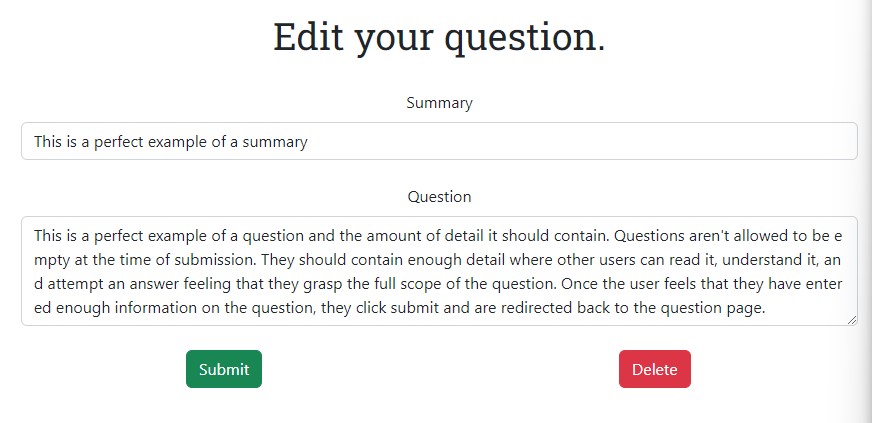 Edit your question.
Summary
This is a perfect example of a summary
Question
This is a perfect example of a question and the amount of detail it should contain. Questions aren't allowed to be e
mpty at the time of submission. They should contain enough detail where other users can read it, understand it, an
d attempt an answer feeling that they grasp the full scope of the question. Once the user feels that they have enter
ed enough information on the question, they click submit and are redirected back to the question page.
Submit
Delete